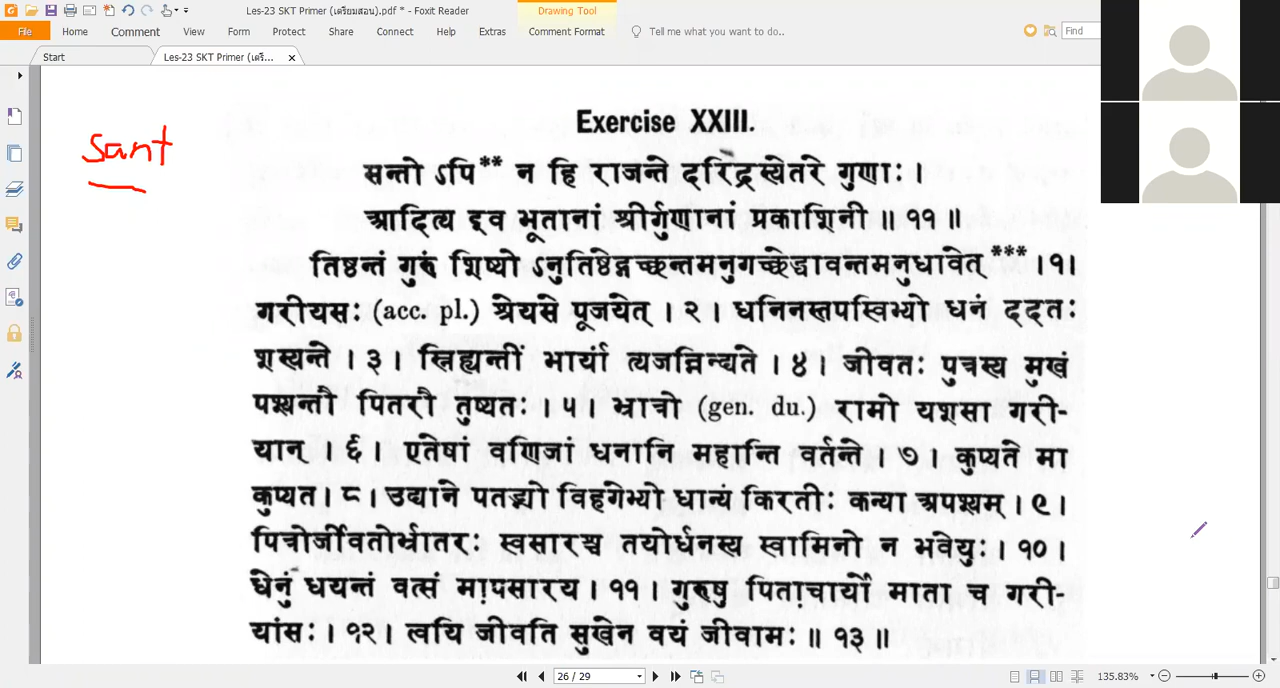 Les-23 SKT Primer (เตรียมสอน).pdf * - Foxit Reader
Drawing Tool
File Home Comment View Form Protect Share Connect Help Extras Comment Format Tell me what you want to do.. Find
Start Les-23 SKT Primer (เตรี... ×
Sant
Exercise XXIII.
सन्तो ऽपि ** न हि राजन्ते दरिद्रस्येतरे गुणाः ।
आदित्य इव भूतानां श्रीर्गुणानां प्रकाशिनी ॥ ११ ॥
तिष्ठन्तं गुरुं शिष्यो ऽनुतिष्ठेद्गच्छन्तमनुगच्छेद्धावन्तमनुधावेत् *** । १ ।
गरीयसः (acc. pl.) श्रेयसे पूजयेत् । २ । धनिनस्तपस्विभ्यो धनं ददतः
शस्यन्ते । ३ । स्निह्यन्तीं भार्यां त्यजन्निन्द्यते । ४ । जीवतः पुत्रस्य मुखं
पश्यन्तौ पितरौ तुष्यतः । ५ । भ्रात्रो (gen. du.) रामो यशसा गरी-
यान् ६ एतेषां वणिजां धनानि महान्ति वर्तन्ते । ७ । कुप्यते मा
कुप्यत । ८ । उद्याने पतद्भ्यो विहगेभ्यो धान्यं किरतीः कन्या अपश्यम् । ९ ।
पित्रोर्जीवतोर्भ्रातरः स्वसारश्च तयोर्धनस्य स्वामिनो न भवेयुः । १० ।
धेनुं धयन्तं वत्सं मापसारय । ११ । गुरुषु पिताचार्यो माता च गरी-
यांसः । १२ । त्वयि जीवति सुखेन वयं जीवामः ॥ १३ ॥
26 / 29
135.83%